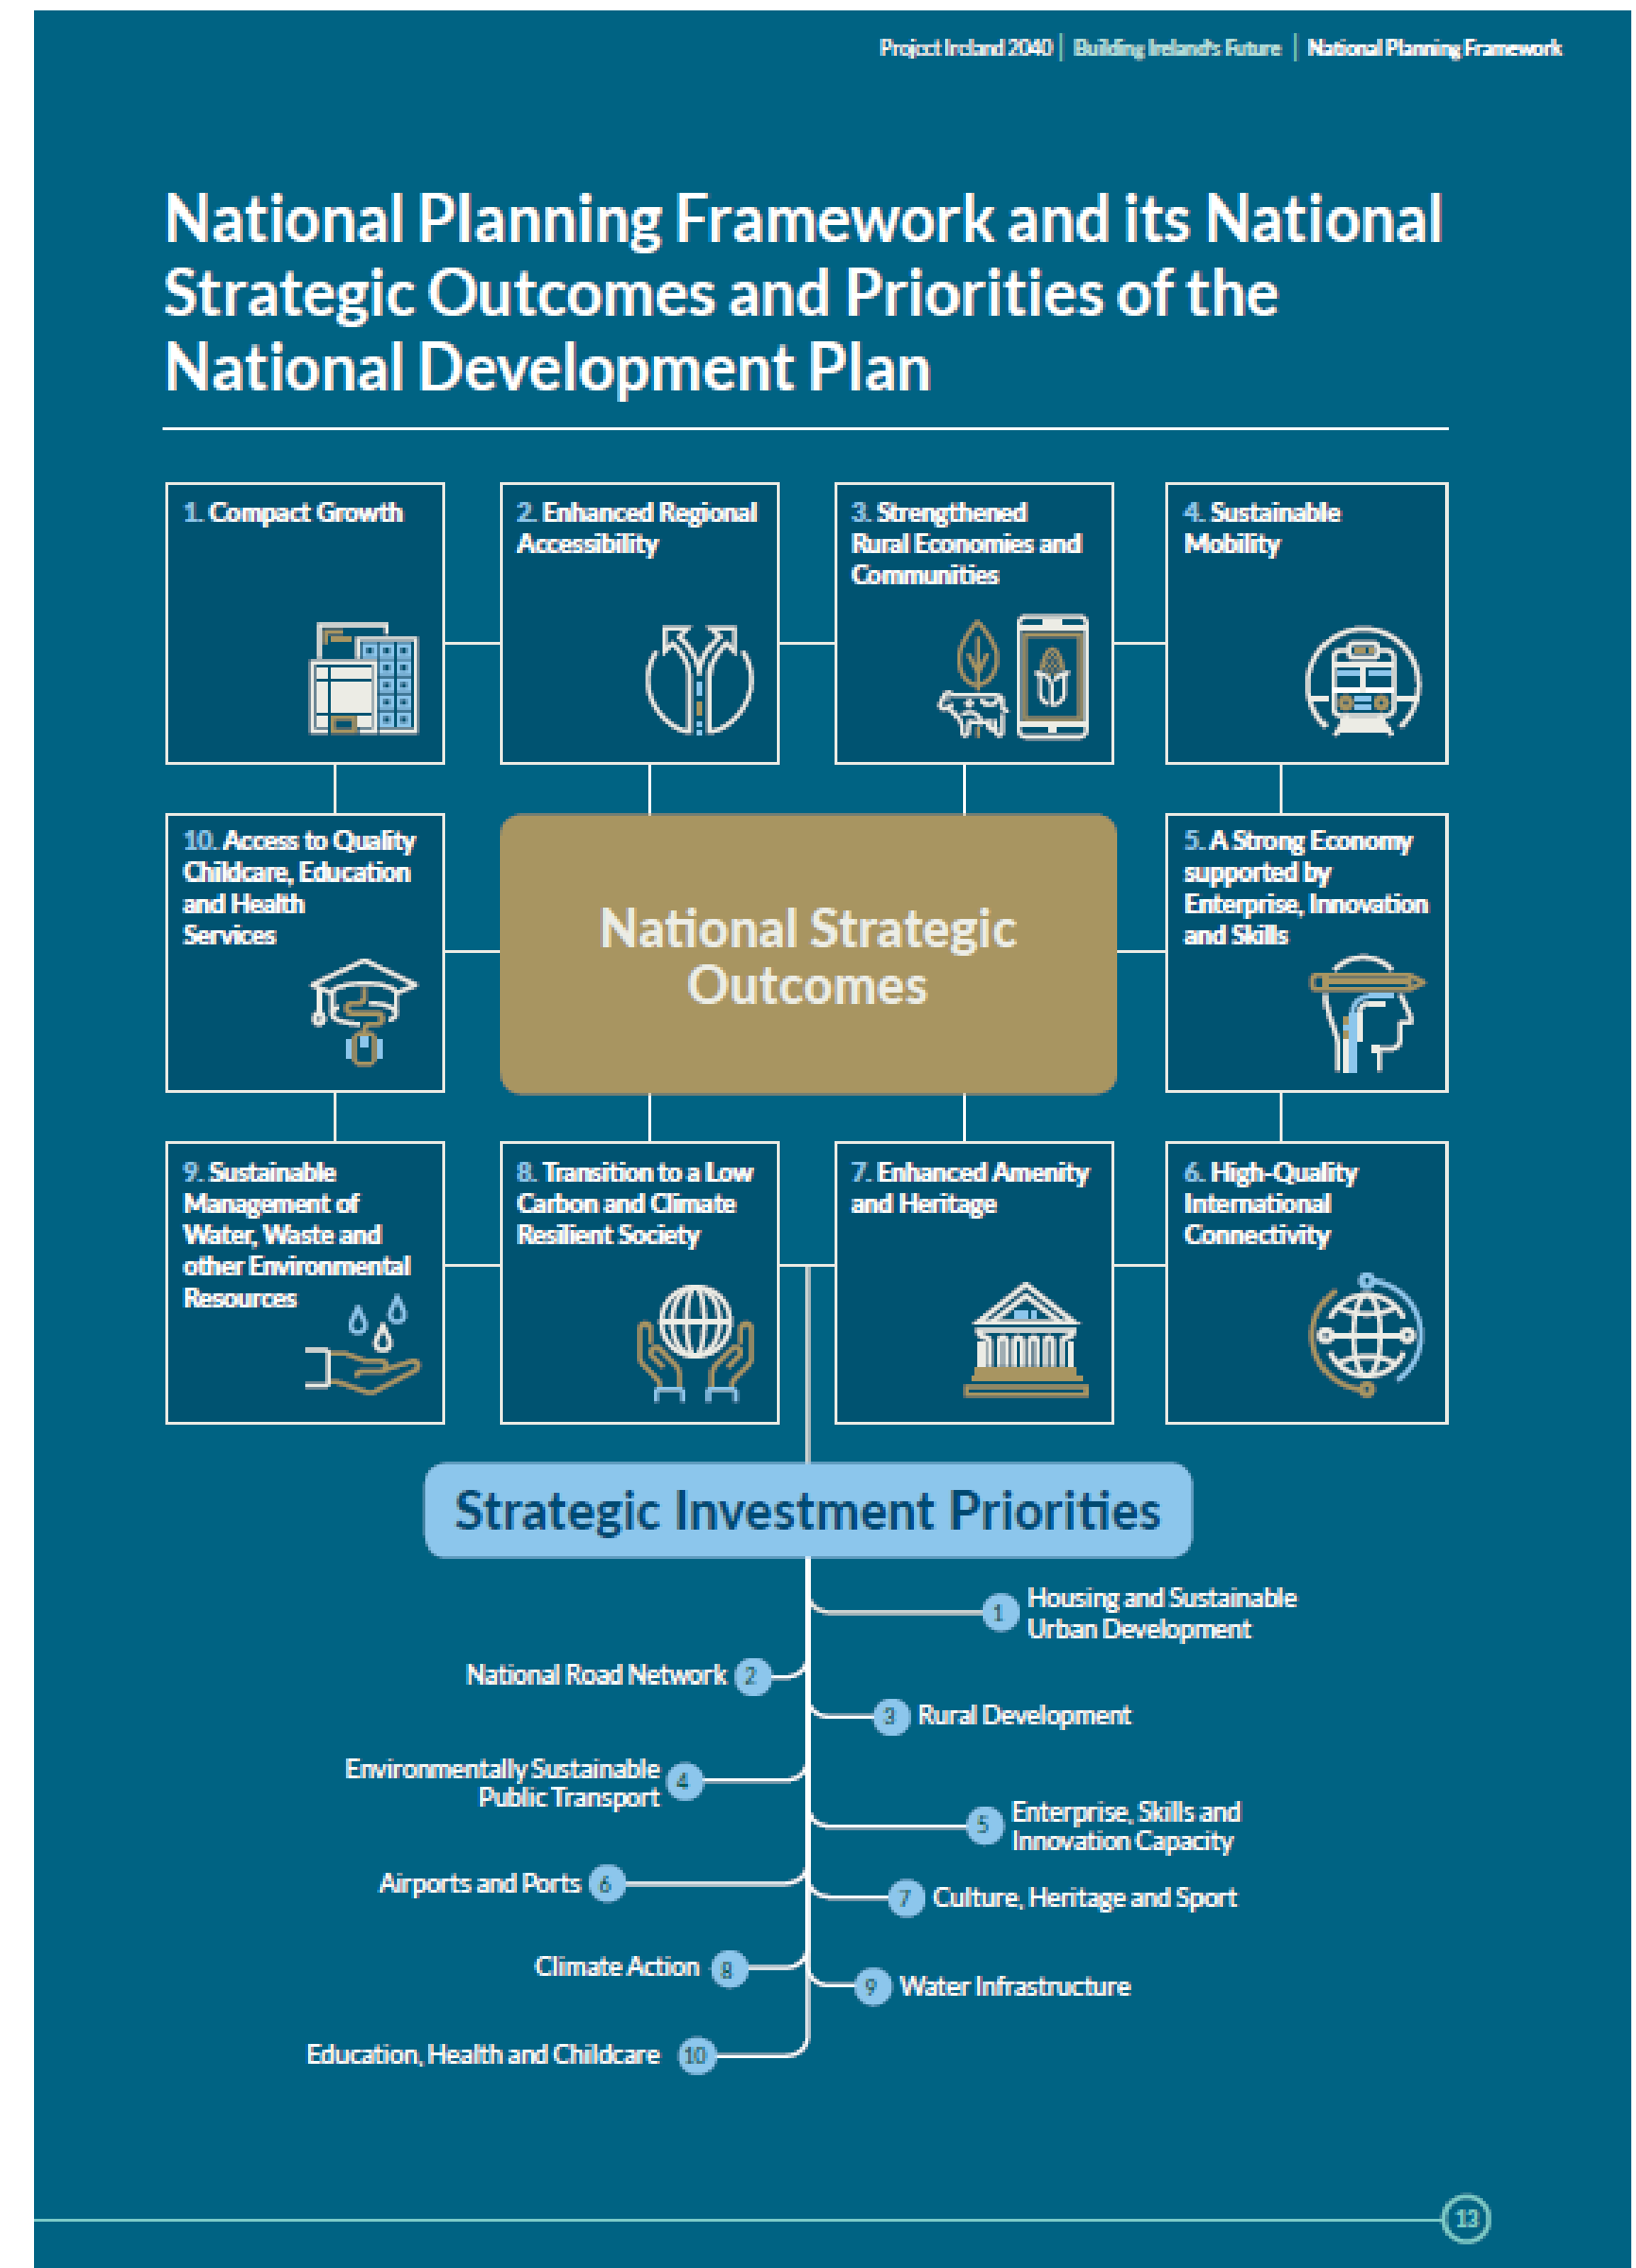 Project Ireland 2040 | Building Ireland's Future | National Planning Framework
National Planning Framework and its National
Strategic Outcomes and Priorities of the
National Development Plan
1. Compact Growth
2. Enhanced Regional
Accessibility
3. Strengthened
Rural Economies and
Communities
4. Sustainable
Mobility
10. Access to Quality
Childcare, Education
and Health
Services
National Strategic
Outcomes
5. A Strong Economy
supported by
Enterprise, Innovation
and Skills
9. Sustainable
Management of
Water, Waste and
other Environmental
Resources
8. Transition to a Low
Carbon and Climate
Resilient Society
7. Enhanced Amenity
and Heritage
6. High-Quality
International
Connectivity
Strategic Investment Priorities
1 Housing and Sustainable
Urban Development
National Road Network 2
3 Rural Development
Environmentally Sustainable
Public Transport 4
5 Enterprise, Skills and
Innovation Capacity
Airports and Ports 6
7 Culture, Heritage and Sport
Climate Action 8
9 Water Infrastructure
Education, Health and Childcare 10
13